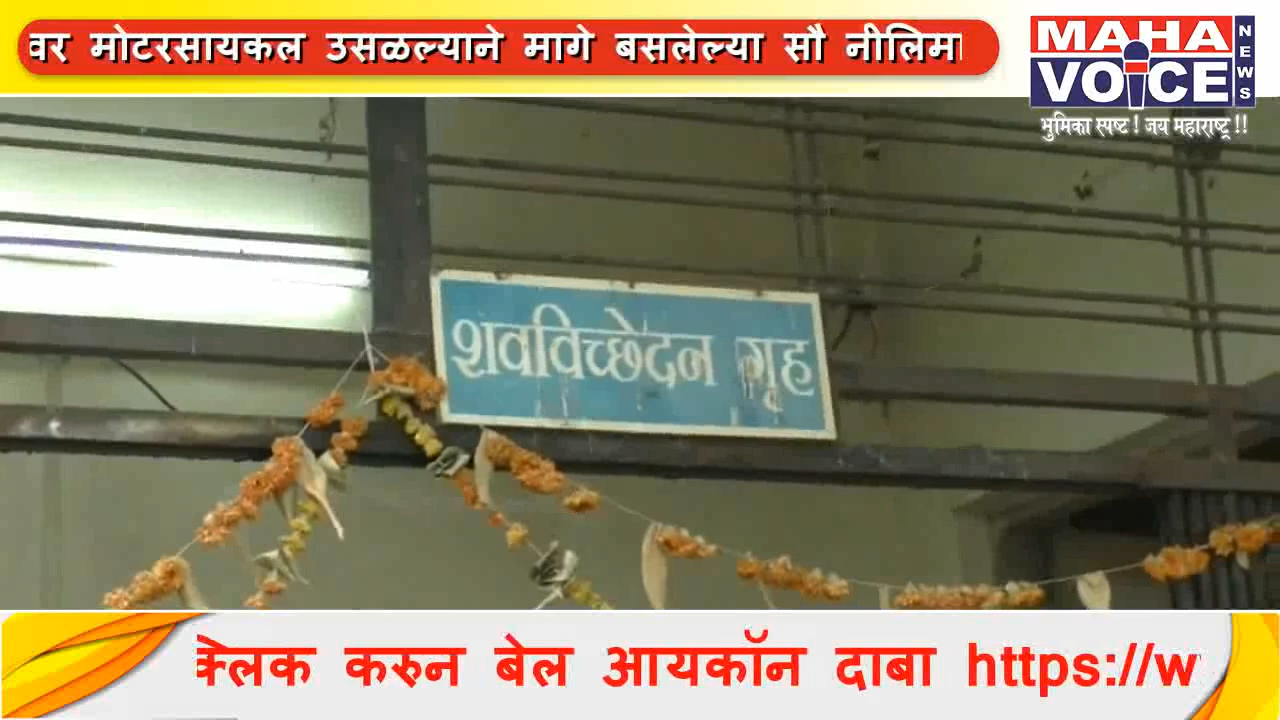 वर मोटरसायकल उसळल्याने मागे बसलेल्या सौ नीलिमा
MAHA
VOICE
NEWS
भुमिका स्पष्ट ! जय महाराष्ट्र !!
शवविच्छेदन गृह
क्लिक करुन बेल आयकॉन दाबा https://w